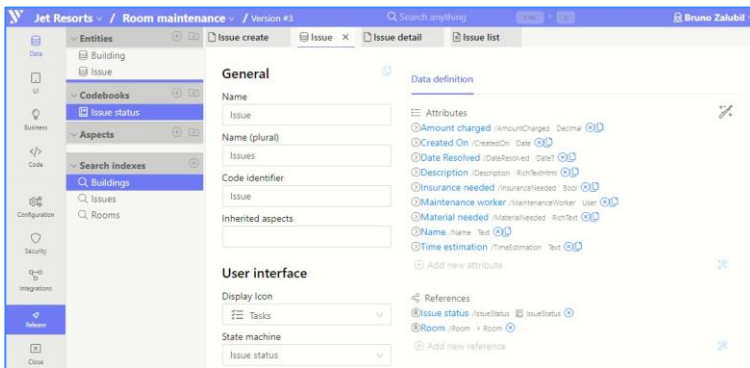 Jet Resorts / Room maintenance / Version #3
Search anything
Bruno Zalubil
Data
UI
Business
Code
Configuration
Security
Integrations
Release
Close
Entities
Building
Issue
Codebooks
Issue status
Aspects
Search indexes
Buildings
Issues
Rooms
Issue create
Issue
Issue detail
Issue list
General
Name
Issue
Name (plural)
Issues
Code identifier
Issue
Inherited aspects
User interface
Display Icon
Tasks
State machine
Issue status
Data definition
Attributes
Amount charged /AmountCharged Decimal
Created On /CreatedOn Date
Date Resolved /DateResolved Date?
Description /Description RichTextHtml
Insurance needed /InsuranceNeeded Bool
Maintenance worker /MaintenanceWorker User
Material needed /MaterialNeeded RichText
Name /Name Text
Time estimation /TimeEstimation Text
Add new attribute
References
Issue status /IssueStatus IssueStatus
Room /Room > Room
Add new reference